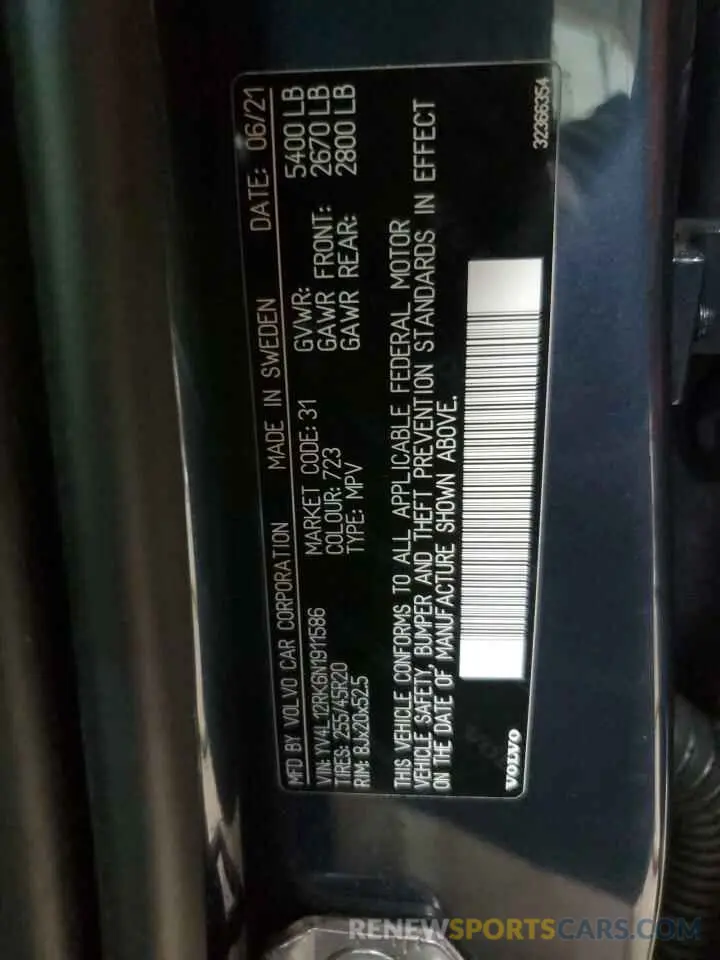 MFD BY VOLVO CAR CORPORATION MADE IN SWEDEN DATE: 06/21
VIN: YV4L12RK6N1911586 MARKET CODE: 31 GVWR: 5400 LB
TIRES: 255/45R20 COLOUR: 723 GAWR FRONT: 2670 LB
RIM: 8Jx20x52.5 TYPE: MPV GAWR REAR: 2800 LB
THIS VEHICLE CONFORMS TO ALL APPLICABLE FEDERAL MOTOR
VEHICLE SAFETY, BUMPER AND THEFT PREVENTION STANDARDS IN EFFECT
ON THE DATE OF MANUFACTURE SHOWN ABOVE.
VOLVO 32366354
RENEWSPORTSCARS.COM